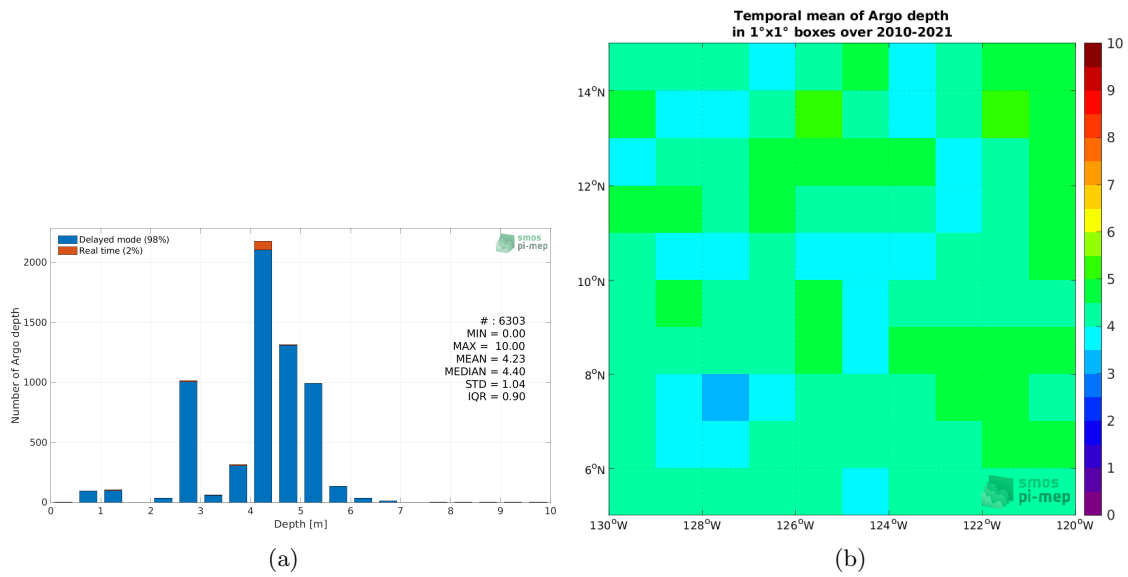 Delayed mode (98%)
Real time (2%)
smos
pi-mep
Number of Argo depth
2000
1500
1000
500
0
# : 6303
MIN = 0.00
MAX = 10.00
MEAN = 4.23
MEDIAN = 4.40
STD = 1.04
IQR = 0.90
0 1 2 3 4 5 6 7 8 9 10
Depth [m]
(a)
Temporal mean of Argo depth
in 1°x1° boxes over 2010-2021
14°N
12°N
10°N
8°N
6°N
130°W 128°W 126°W 124°W 122°W 120°W
smos
pi-mep
10
9
8
7
6
5
4
3
2
1
0
(b)